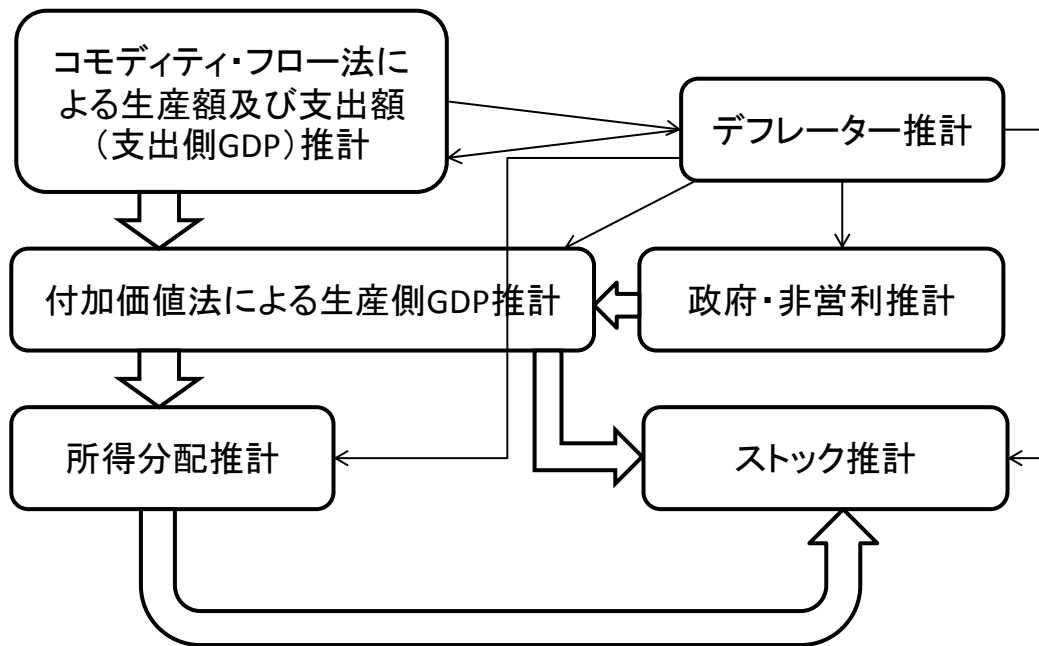 コモディティ・フロー法に
よる生産額及び支出額
（支出側GDP）推計
デフレーター推計
付加価値法による生産側GDP推計
政府・非営利推計
所得分配推計
ストック推計